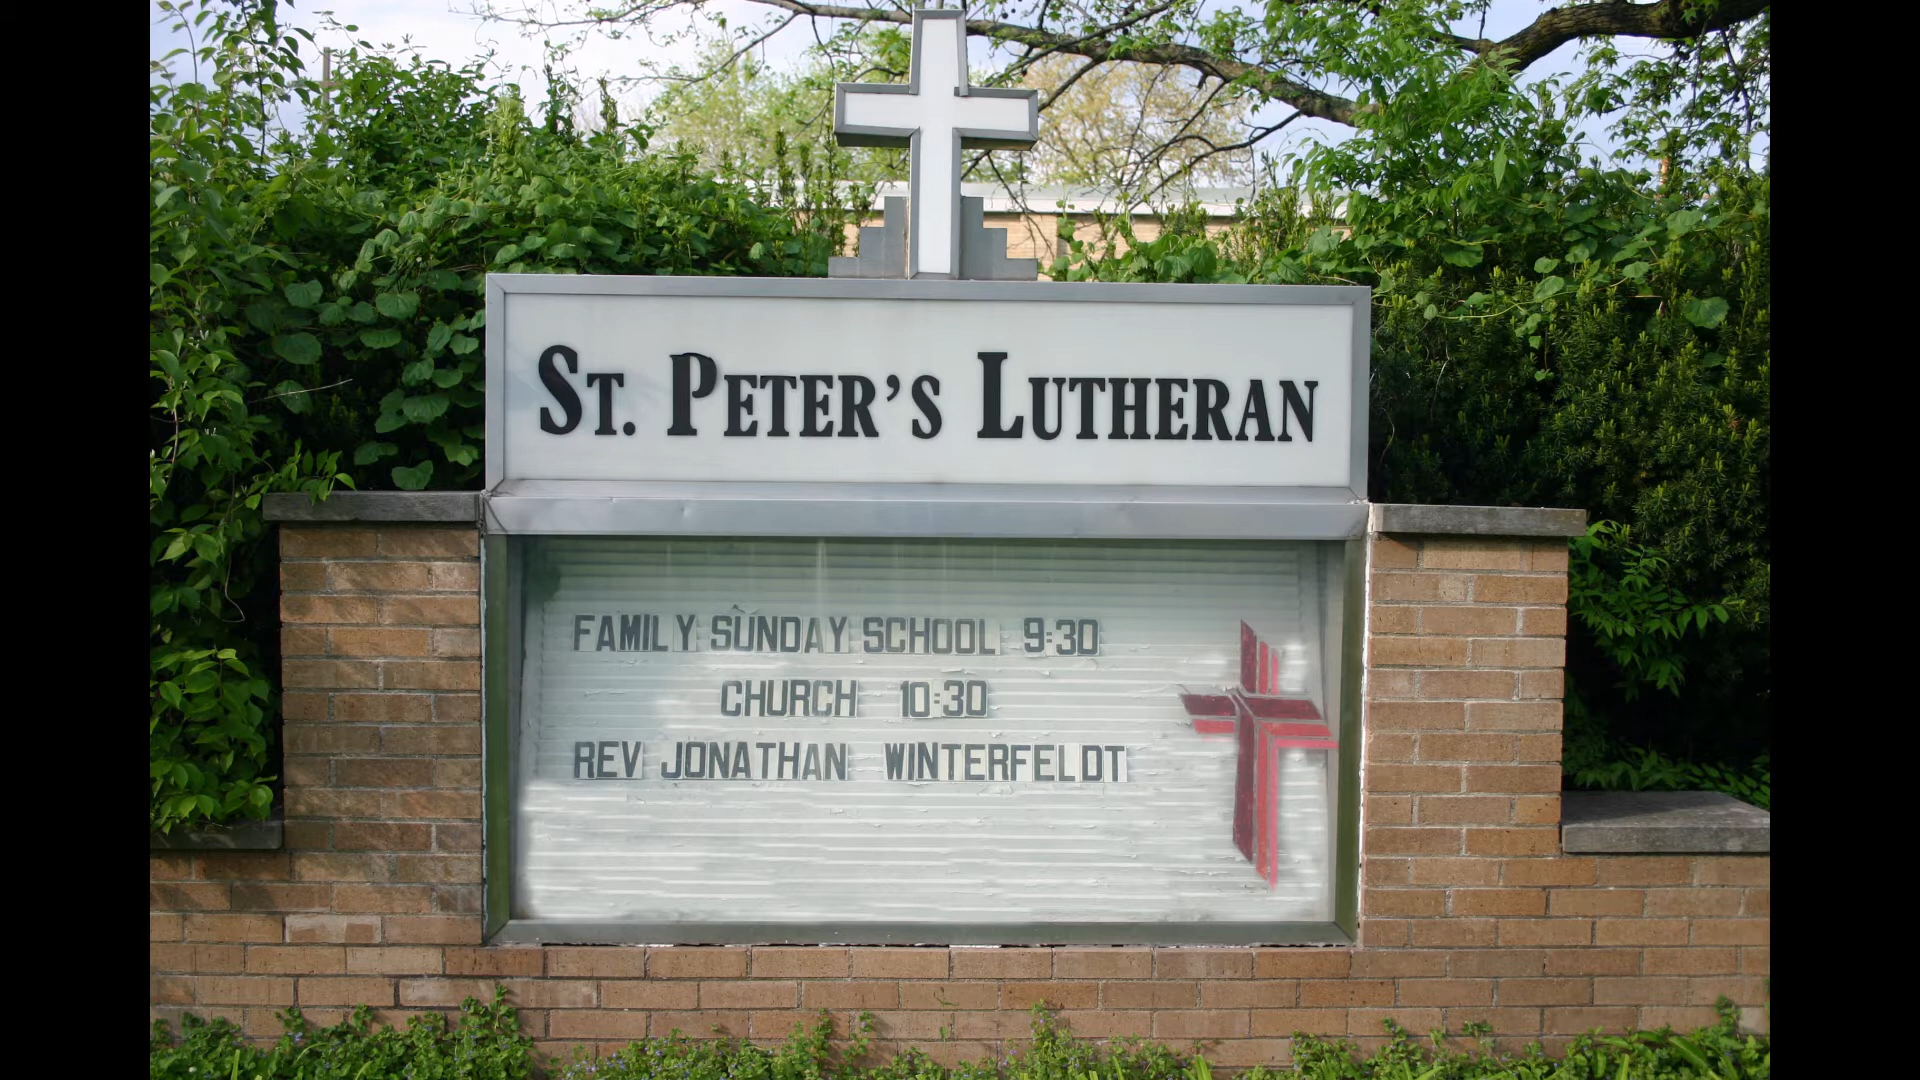 St. Peter's Lutheran
FAMILY SUNDAY SCHOOL 9:30
CHURCH 10:30
REV JONATHAN WINTERFELDT